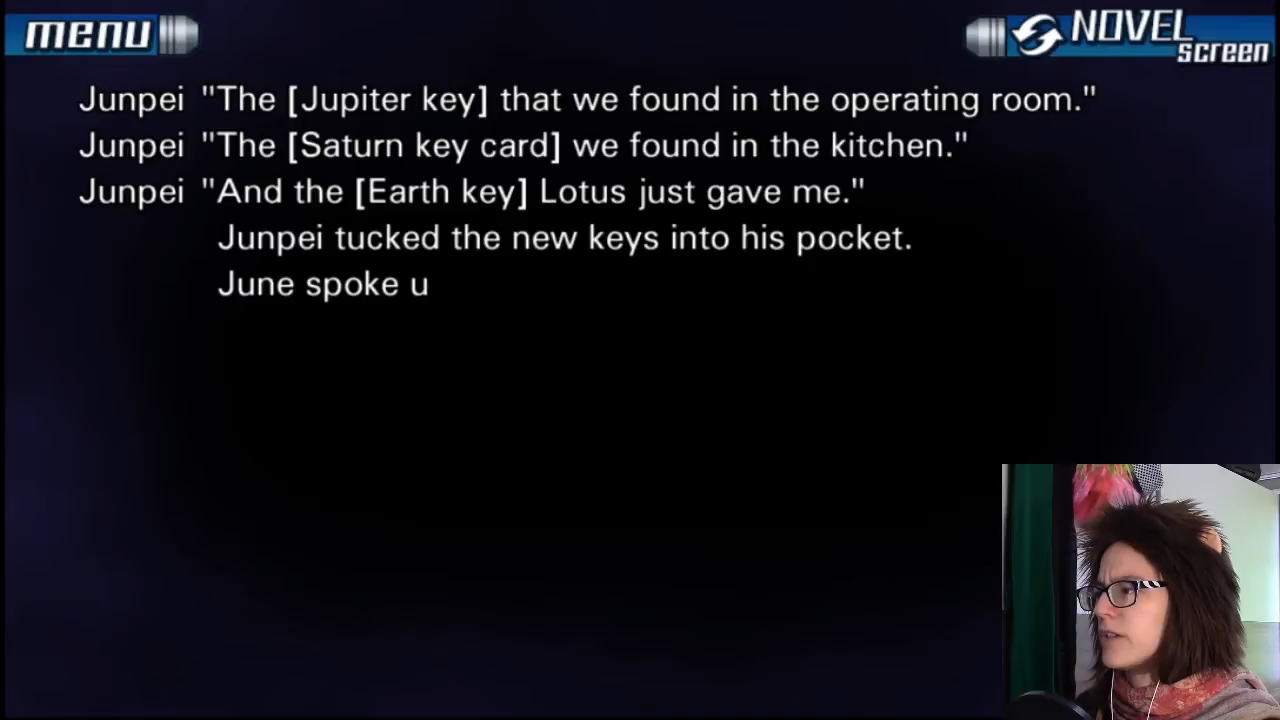 menu
NOVEL
screen
Junpei "The [Jupiter key] that we found in the operating room."
Junpei "The [Saturn key card] we found in the kitchen."
Junpei "And the [Earth key] Lotus just gave me."
Junpei tucked the new keys into his pocket.
June spoke u